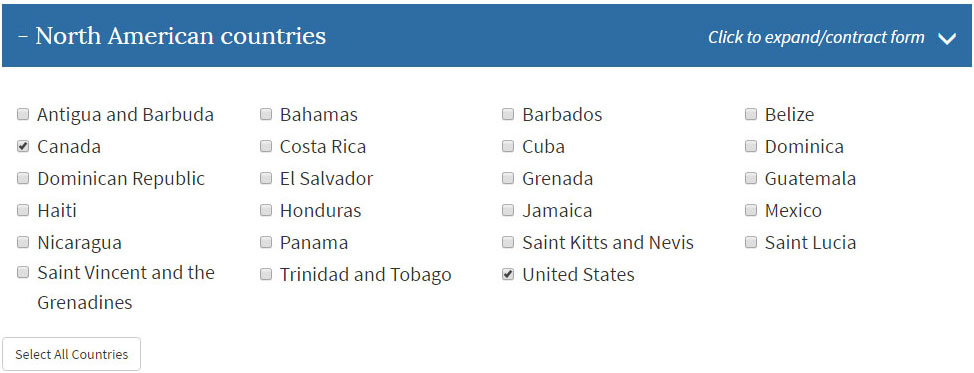 - North American countries Click to expand/contract form
Antigua and Barbuda Bahamas Barbados Belize
Canada Costa Rica Cuba Dominica
Dominican Republic El Salvador Grenada Guatemala
Haiti Honduras Jamaica Mexico
Nicaragua Panama Saint Kitts and Nevis Saint Lucia
Saint Vincent and the Trinidad and Tobago United States
Grenadines
Select All Countries